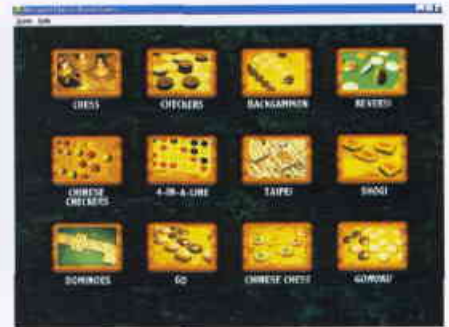 CHESS
CHECKERS
BACKGAMMON
REVERSI
CHINESE
CHECKERS
4-IN-A-LINE
TAIPEI
SHOGI
DOMINOES
GO
CHINESE CHESS
GOMOKU